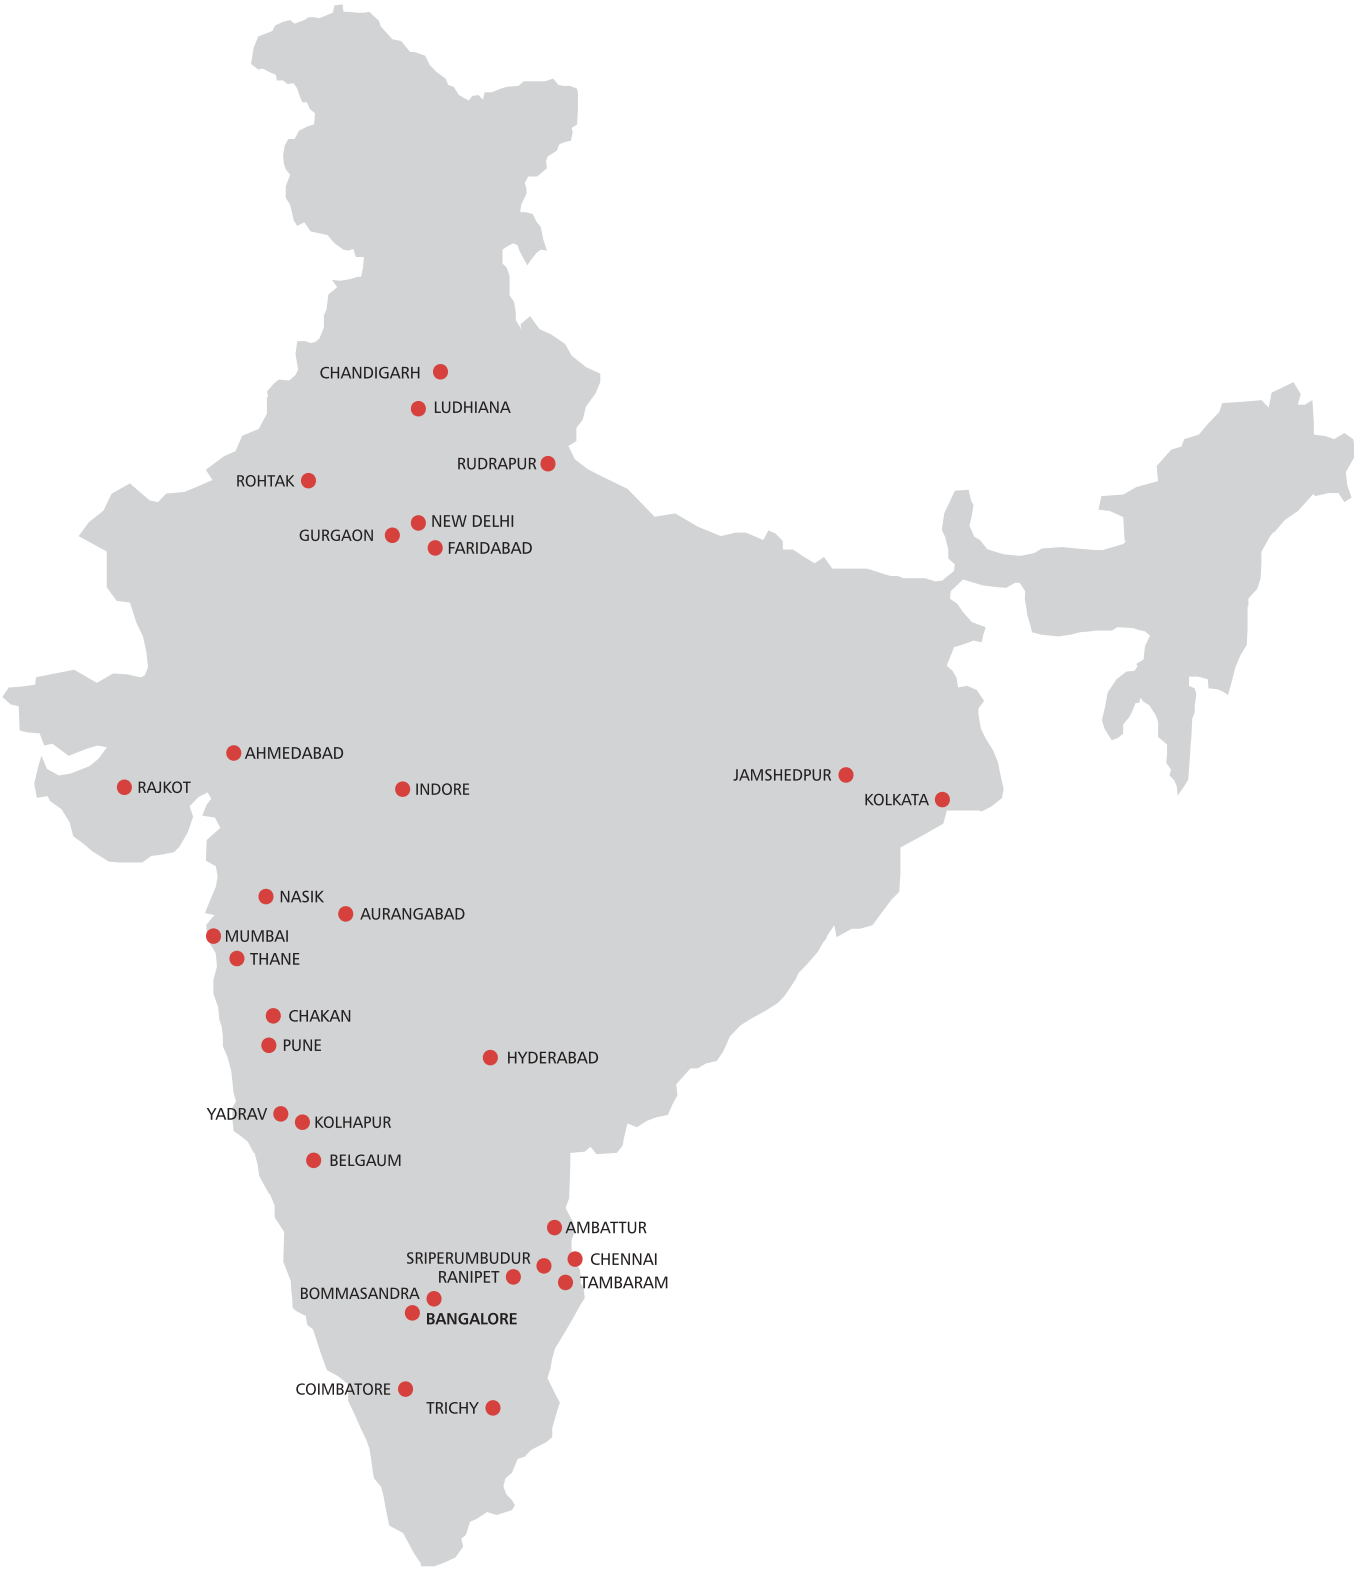 CHANDIGARH
LUDHIANA
RUDRAPUR
ROHTAK
NEW DELHI
GURGAON
FARIDABAD
AHMEDABAD
RAJKOT
INDORE
JAMSHEDPUR
KOLKATA
NASIK
AURANGABAD
MUMBAI
THANE
CHAKAN
PUNE
HYDERABAD
YADRAV
KOLHAPUR
BELGAUM
AMBATTUR
SRIPERUMBUDUR
CHENNAI
RANIPET
TAMBARAM
BOMMASANDRA
BANGALORE
COIMBATORE
TRICHY